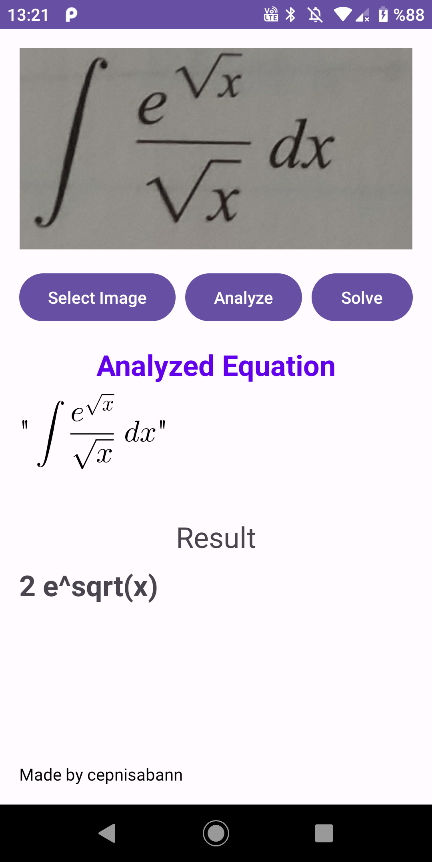 13:21 %88
∫ e^√x / √x dx
Select Image Analyze Solve
Analyzed Equation
"∫ e^√x / √x dx"
Result
2 e^sqrt(x)
Made by cepnisabann